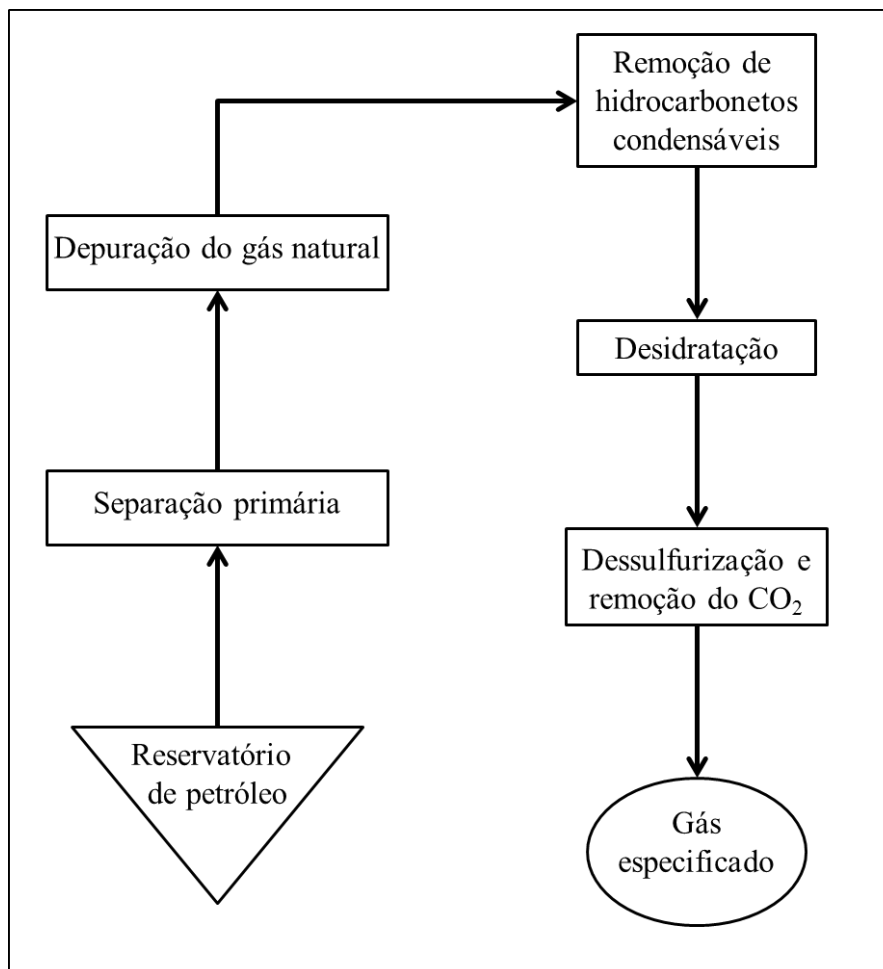 Remoção de
hidrocarbonetos
condensáveis
Depuração do gás natural
Desidratação
Separação primária
Dessulfurização e
remoção do CO₂
Reservatório
de petróleo
Gás
especificado